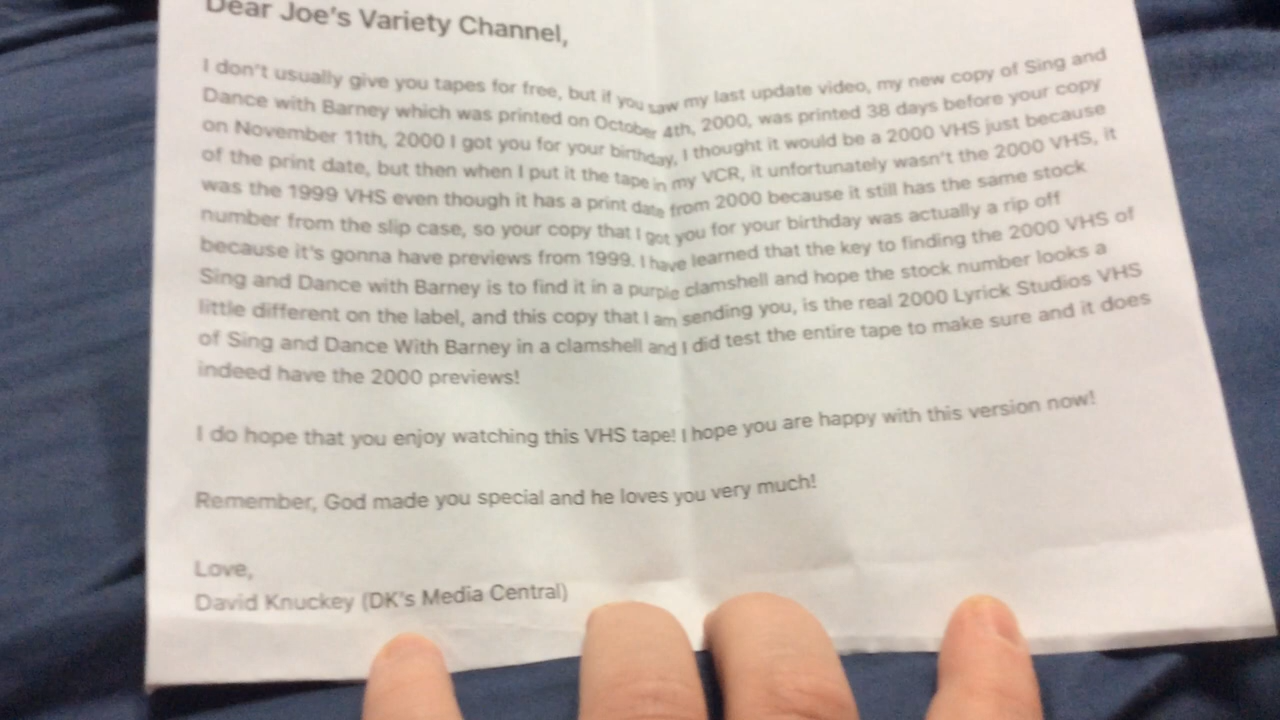 Dear Joe's Variety Channel,
I don't usually give you tapes for free, but if you saw my last update video, my new copy of Sing and
Dance with Barney which was printed on October 4th, 2000, was printed 38 days before your copy
on November 11th, 2000 I got you for your birthday, I thought it would be a 2000 VHS just because
of the print date, but then when I put it the tape in my VCR, it unfortunately wasn't the 2000 VHS, it
was the 1999 VHS even though it has a print date from 2000 because it still has the same stock
number from the slip case, so your copy that I got you for your birthday was actually a rip off
because it's gonna have previews from 1999. I have learned that the key to finding the 2000 VHS of
Sing and Dance with Barney is to find it in a purple clamshell and hope the stock number looks a
little different on the label, and this copy that I am sending you, is the real 2000 Lyrick Studios VHS
of Sing and Dance With Barney in a clamshell and I did test the entire tape to make sure and it does
indeed have the 2000 previews!
I do hope that you enjoy watching this VHS tape! I hope you are happy with this version now!
Remember, God made you special and he loves you very much!
Love,
David Knuckey (DK's Media Central)